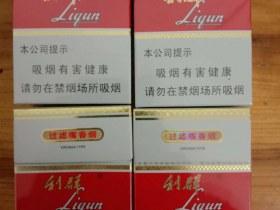 Liqun Liqun
本公司提示 本公司提示
吸烟有害健康 吸烟有害健康
请勿在禁烟场所吸烟 请勿在禁烟场所吸烟
过滤嘴香烟 过滤嘴香烟
利群 利群
Liqun Liqun